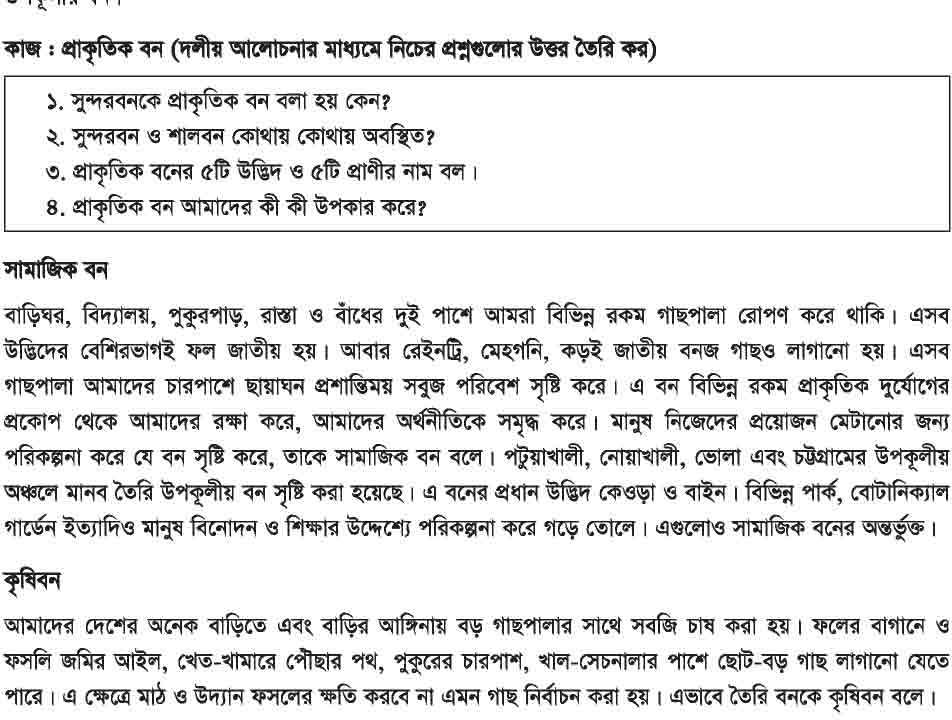 কাজ : প্রাকৃতিক বন (দলীয় আলোচনার মাধ্যমে নিচের প্রশ্নগুলোর উত্তর তৈরি কর)
১. সুন্দরবনকে প্রাকৃতিক বন বলা হয় কেন?
২. সুন্দরবন ও শালবন কোথায় কোথায় অবস্থিত?
৩. প্রাকৃতিক বনের ৫টি উদ্ভিদ ও ৫টি প্রাণীর নাম বল।
৪. প্রাকৃতিক বন আমাদের কী কী উপকার করে?
সামাজিক বন
বাড়িঘর, বিদ্যালয়, পুকুরপাড়, রাস্তা ও বাঁধের দুই পাশে আমরা বিভিন্ন রকম গাছপালা রোপণ করে থাকি। এসব
উদ্ভিদের বেশিরভাগই ফল জাতীয় হয়। আবার রেইনট্রি, মেহগনি, কড়ই জাতীয় বনজ গাছও লাগানো হয়। এসব
গাছপালা আমাদের চারপাশে ছায়াঘন প্রশান্তিময় সবুজ পরিবেশ সৃষ্টি করে। এ বন বিভিন্ন রকম প্রাকৃতিক দুর্যোগের
প্রকোপ থেকে আমাদের রক্ষা করে, আমাদের অর্থনীতিকে সমৃদ্ধ করে। মানুষ নিজেদের প্রয়োজন মেটানোর জন্য
পরিকল্পনা করে যে বন সৃষ্টি করে, তাকে সামাজিক বন বলে। পটুয়াখালী, নোয়াখালী, ভোলা এবং চট্টগ্রামের উপকূলীয়
অঞ্চলে মানব তৈরি উপকূলীয় বন সৃষ্টি করা হয়েছে। এ বনের প্রধান উদ্ভিদ কেওড়া ও বাইন। বিভিন্ন পার্ক, বোটানিক্যাল
গার্ডেন ইত্যাদিও মানুষ বিনোদন ও শিক্ষার উদ্দেশ্যে পরিকল্পনা করে গড়ে তোলে। এগুলোও সামাজিক বনের অন্তর্ভুক্ত।
কৃষিবন
আমাদের দেশের অনেক বাড়িতে এবং বাড়ির আঙ্গিনায় বড় গাছপালার সাথে সবজি চাষ করা হয়। ফলের বাগানে ও
ফসলি জমির আইল, খেত-খামারে পৌঁছার পথ, পুকুরের চারপাশ, খাল-সেচনালার পাশে ছোট-বড় গাছ লাগানো যেতে
পারে। এ ক্ষেত্রে মাঠ ও উদ্যান ফসলের ক্ষতি করবে না এমন গাছ নির্বাচন করা হয়। এভাবে তৈরি বনকে কৃষিবন বলে।